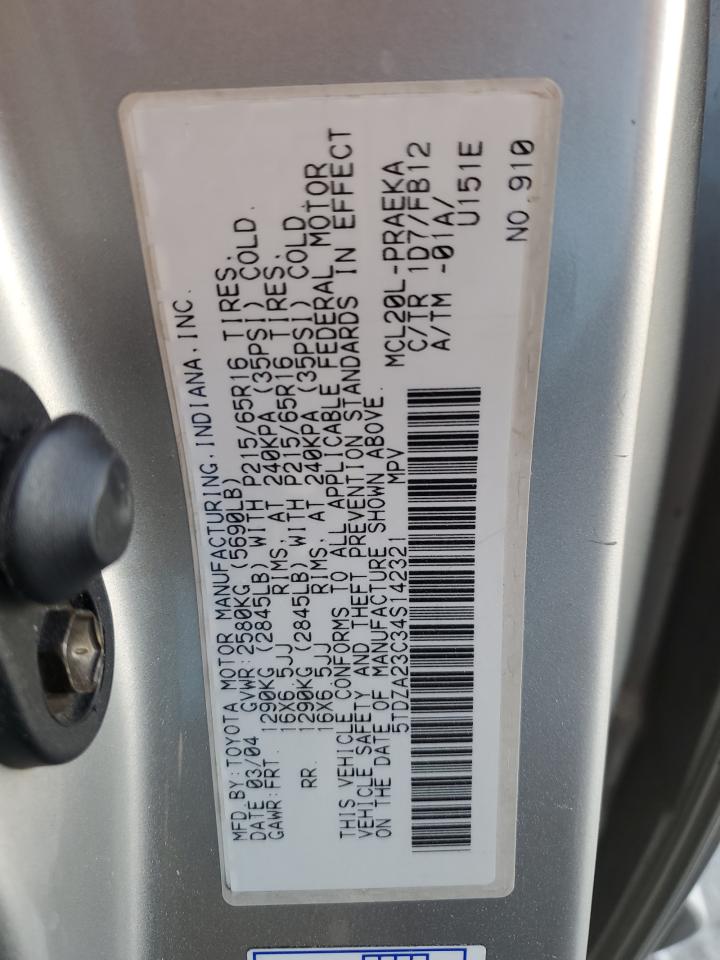 MFD.BY:TOYOTA MOTOR MANUFACTURING,INDIANA,INC.
DATE 03/04 GVWR:2580KG (5690LB)
GAWR:FRT. 1290KG (2845LB) WITH P215/65R16 TIRES,
16X6.5JJ RIMS, AT 240KPA (35PSI) COLD
RR. 1290KG (2845LB) WITH P215/65R16 TIRES,
16X6.5JJ RIMS, AT 240KPA (35PSI) COLD.
THIS VEHICLE CONFORMS TO ALL APPLICABLE FEDERAL MOTOR
VEHICLE SAFETY AND THEFT PREVENTION STANDARDS IN EFFECT
ON THE DATE OF MANUFACTURE SHOWN ABOVE.
5TDZA23C34S142321 MPV
MCL20L-PRAEKA
C/TR 1D7/FB12
A/TM -01A/
U151E
NO.910